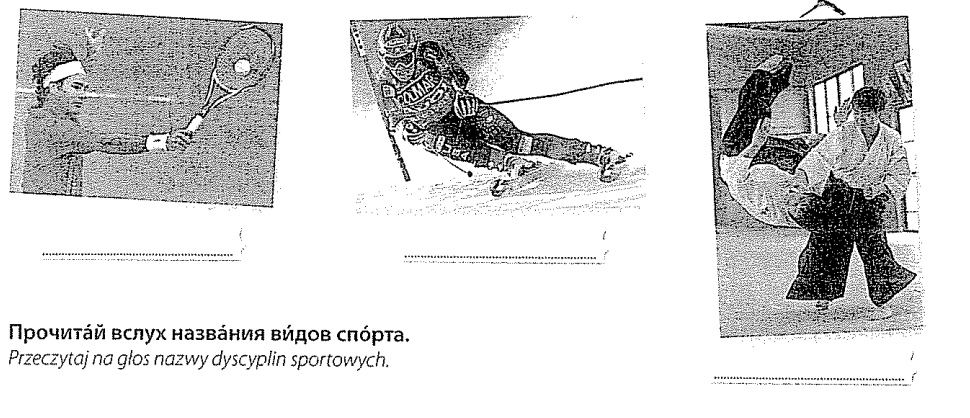 Прочита́й вслух назва́ния ви́дов спо́рта.
Przeczytaj na głos nazwy dyscyplin sportowych.